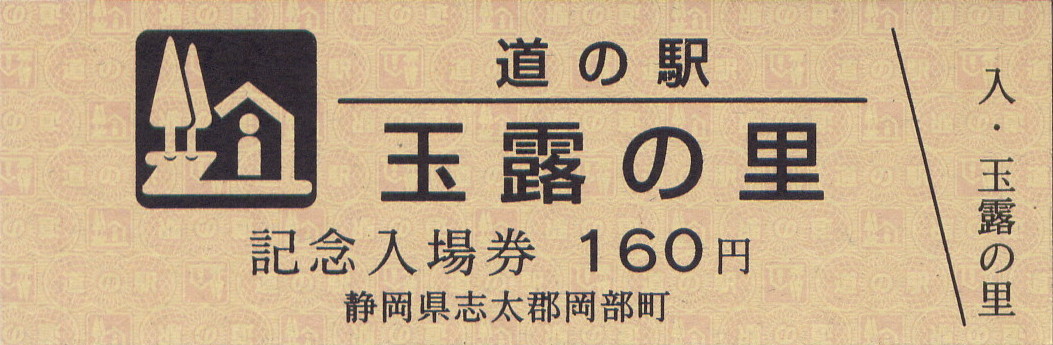 道の駅
玉露の里
記念入場券 160円
静岡県志太郡岡部町
入・玉露の里